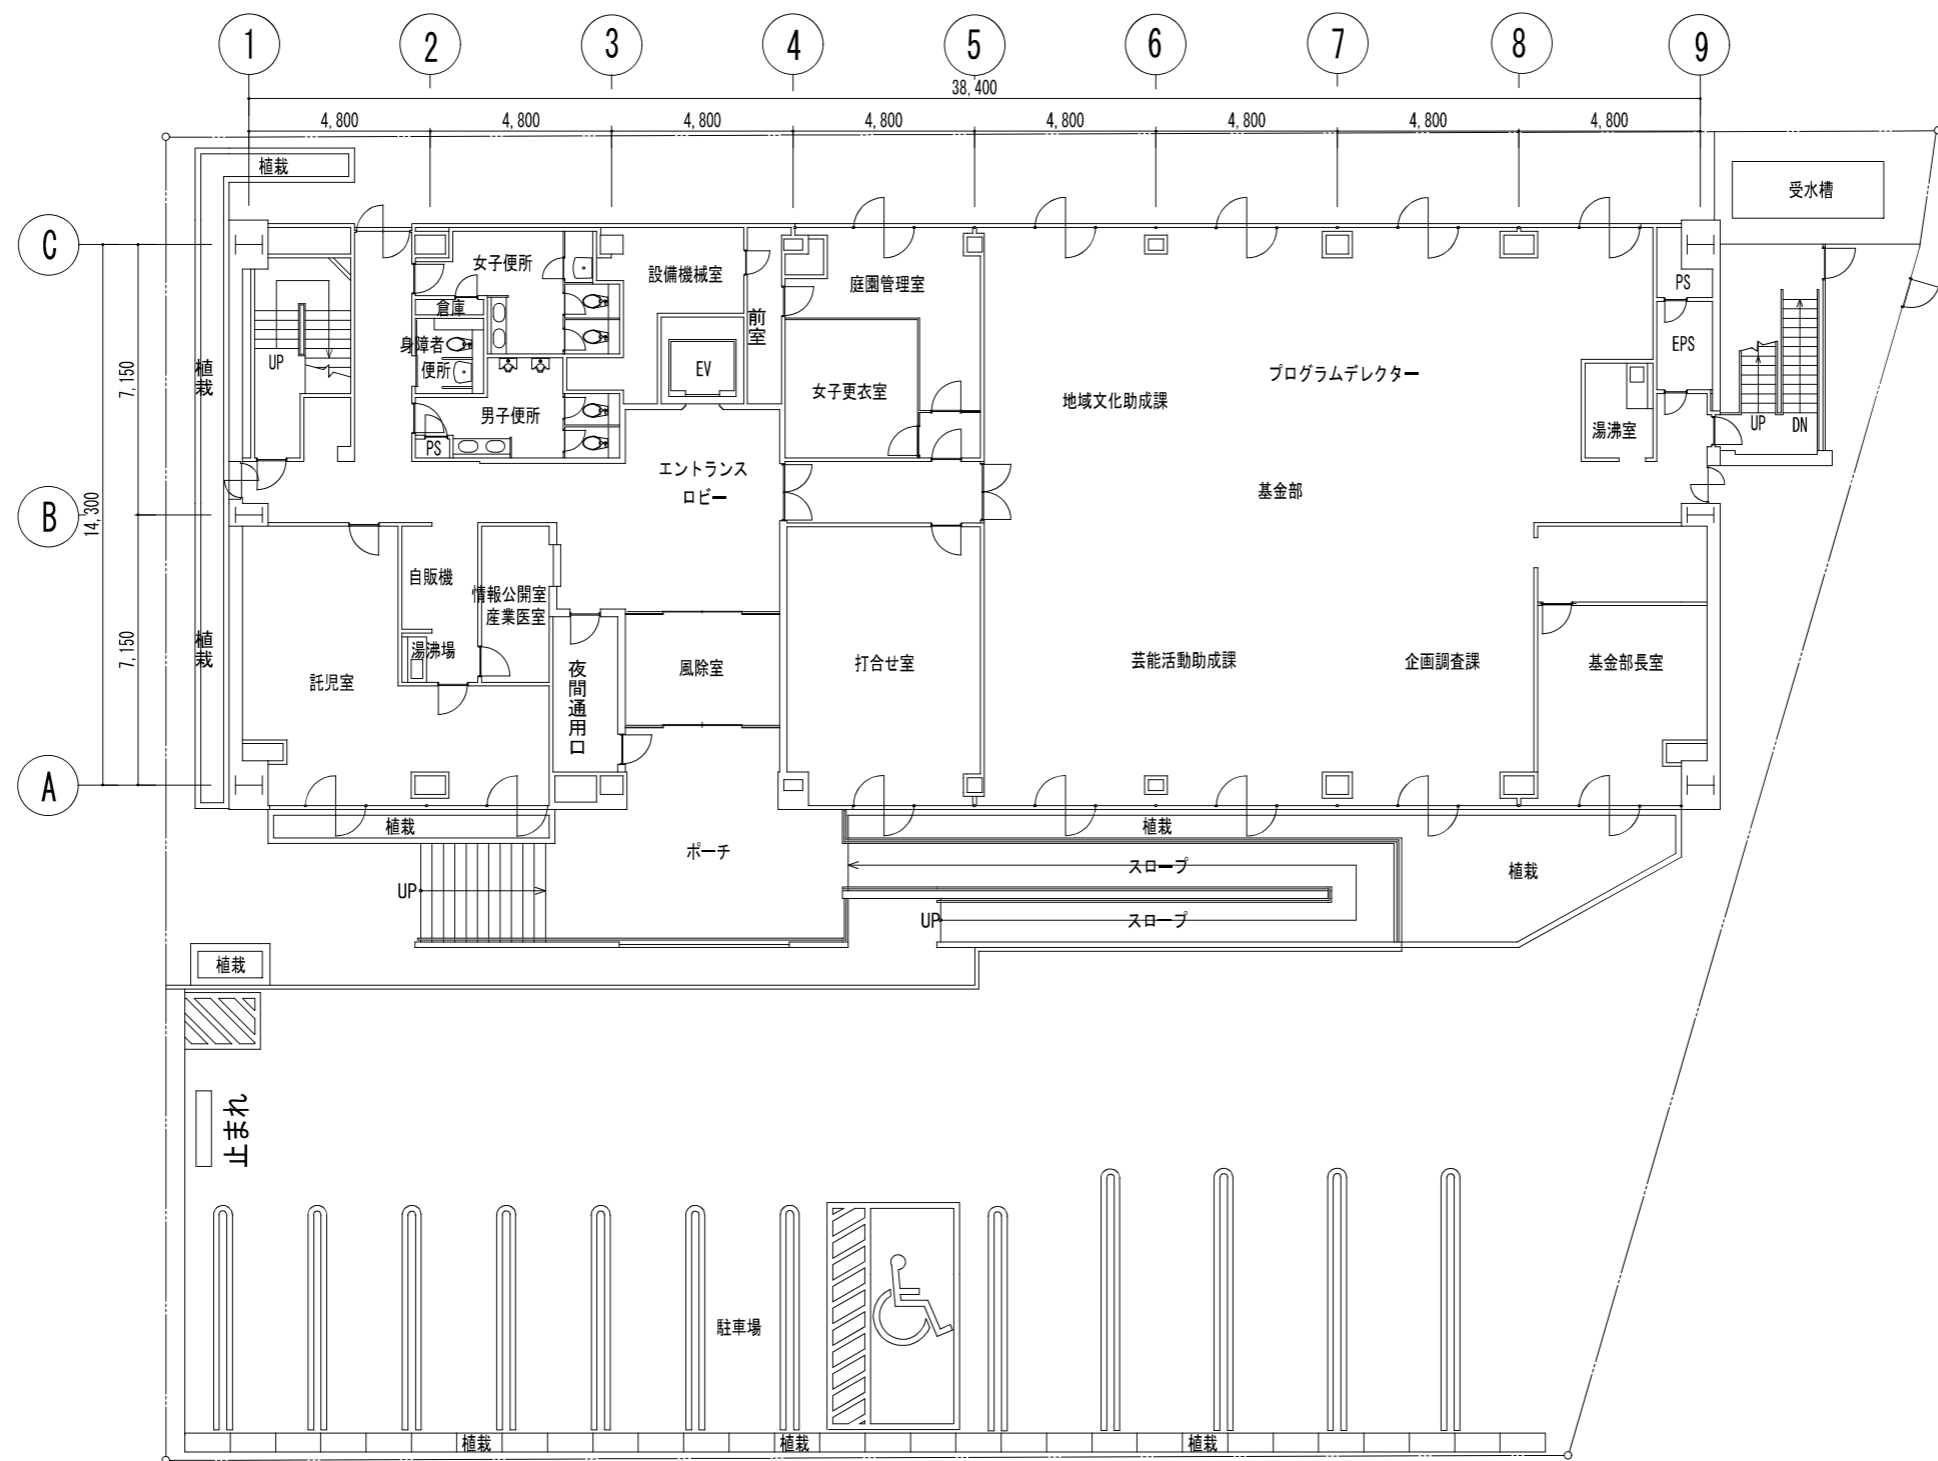 1 2 3 4 5 6 7 8 9
38,400
4,800 4,800 4,800 4,800 4,800 4,800 4,800 4,800
植栽
受水槽
C
女子便所
設備機械室
庭園管理室
PS
倉庫
前室
身障者
便所
UP
EV
EPS
プログラムデレクター
7,150
植栽
女子更衣室
地域文化助成課
男子便所
PS
湯沸室
UP
DN
エントランス
ロビー
基金部
B
14,300
自販機
情報公開室
産業医室
7,150
植栽
湯沸場
託児室
夜間通用口
風除室
打合せ室
芸能活動助成課
企画調査課
基金部長室
A
植栽
植栽
ポーチ
スロープ
植栽
UP
UP
スロープ
植栽
止まれ
駐車場
植栽
植栽
植栽